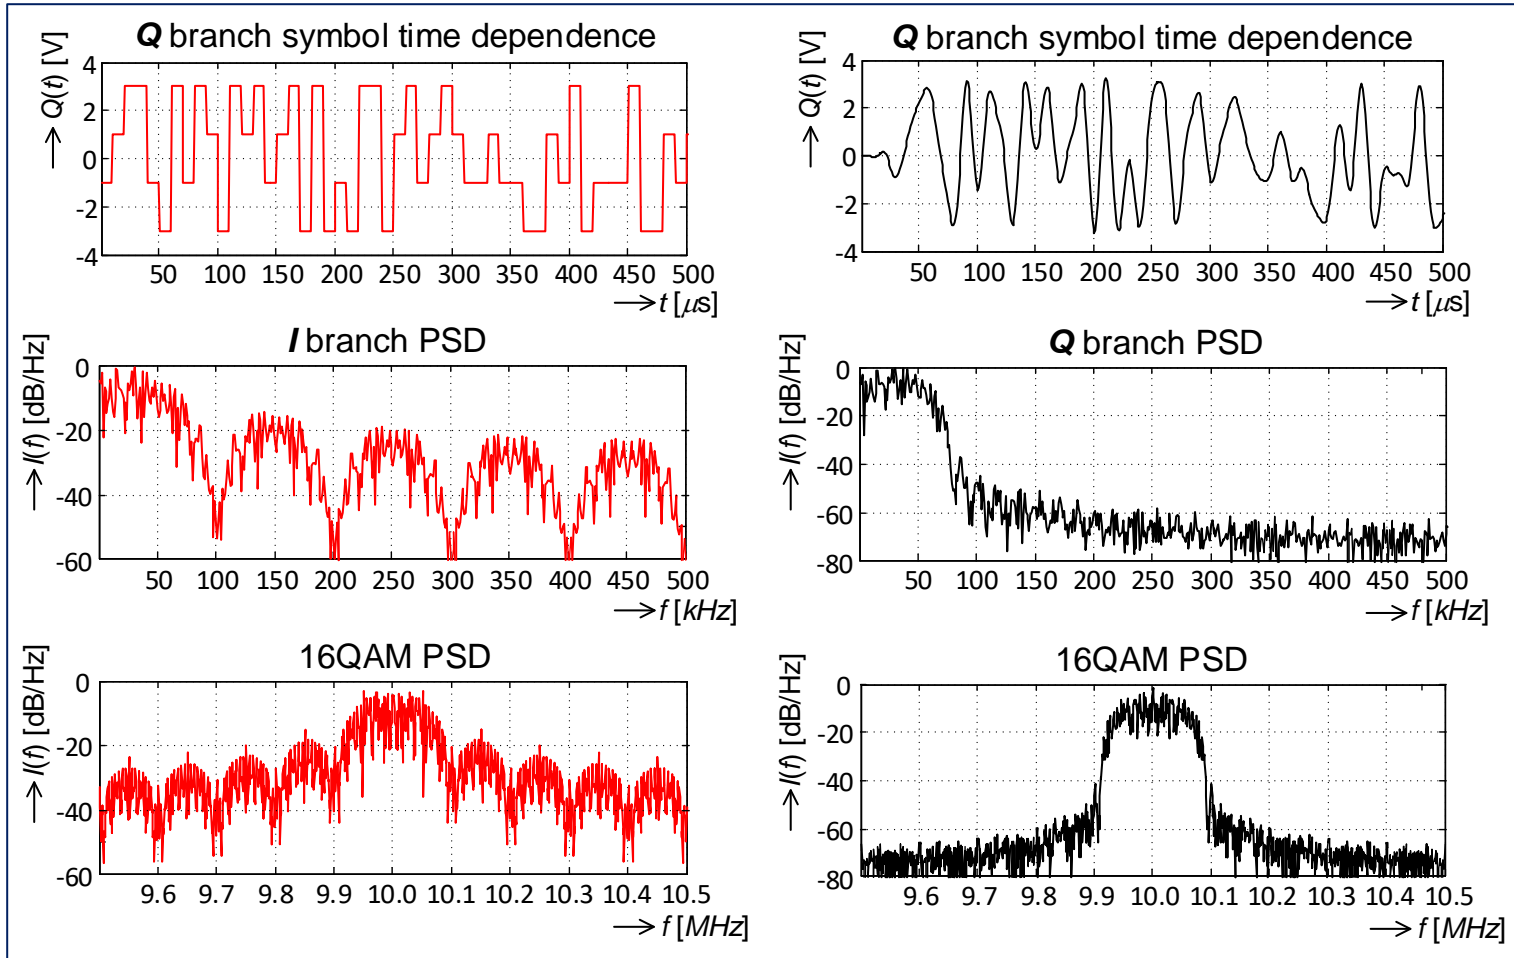 Q branch symbol time dependence
→ Q(t) [V]
4
2
0
-2
-4
50 100 150 200 250 300 350 400 450 500
→ t [μs]
Q branch symbol time dependence
→ Q(t) [V]
4
2
0
-2
-4
50 100 150 200 250 300 350 400 450 500
→ t [μs]
I branch PSD
→ I(f) [dB/Hz]
0
-20
-40
-60
50 100 150 200 250 300 350 400 450 500
→ f [kHz]
Q branch PSD
→ I(f) [dB/Hz]
0
-20
-40
-60
-80
50 100 150 200 250 300 350 400 450 500
→ f [kHz]
16QAM PSD
→ I(f) [dB/Hz]
0
-20
-40
-60
9.6 9.7 9.8 9.9 10.0 10.1 10.2 10.3 10.4 10.5
→ f [MHz]
16QAM PSD
→ I(f) [dB/Hz]
0
-20
-40
-60
-80
9.6 9.7 9.8 9.9 10.0 10.1 10.2 10.3 10.4 10.5
→ f [MHz]